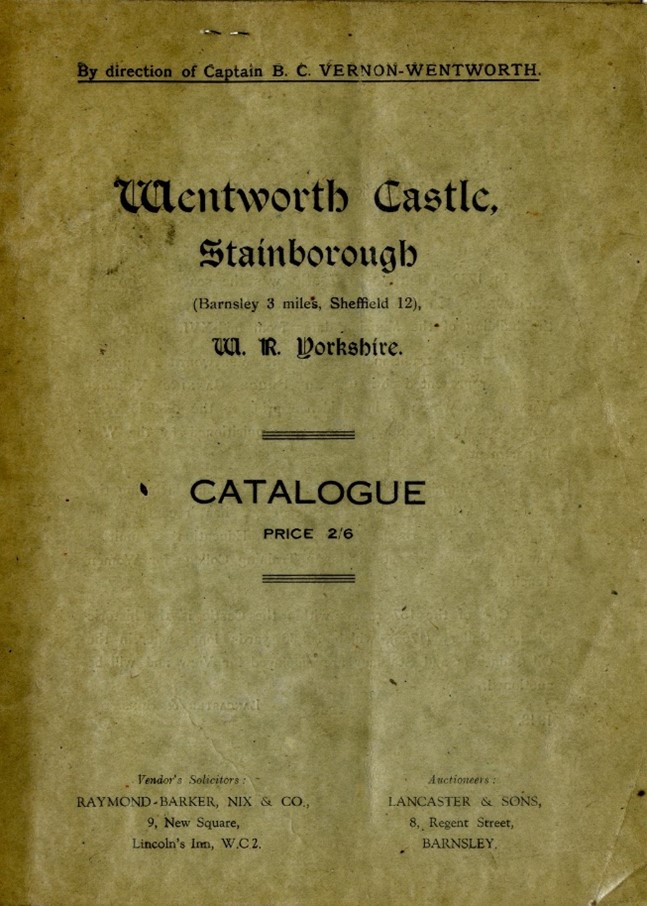 By direction of Captain B. C. VERNON-WENTWORTH.
Wentworth Castle,
Stainborough
(Barnsley 3 miles, Sheffield 12),
W. R. Yorkshire.
CATALOGUE
PRICE 2/6
Vendor's Solicitors:
RAYMOND-BARKER, NIX & CO.,
9, New Square,
Lincoln's Inn, W.C 2.
Auctioneers:
LANCASTER & SONS,
8, Regent Street,
BARNSLEY.